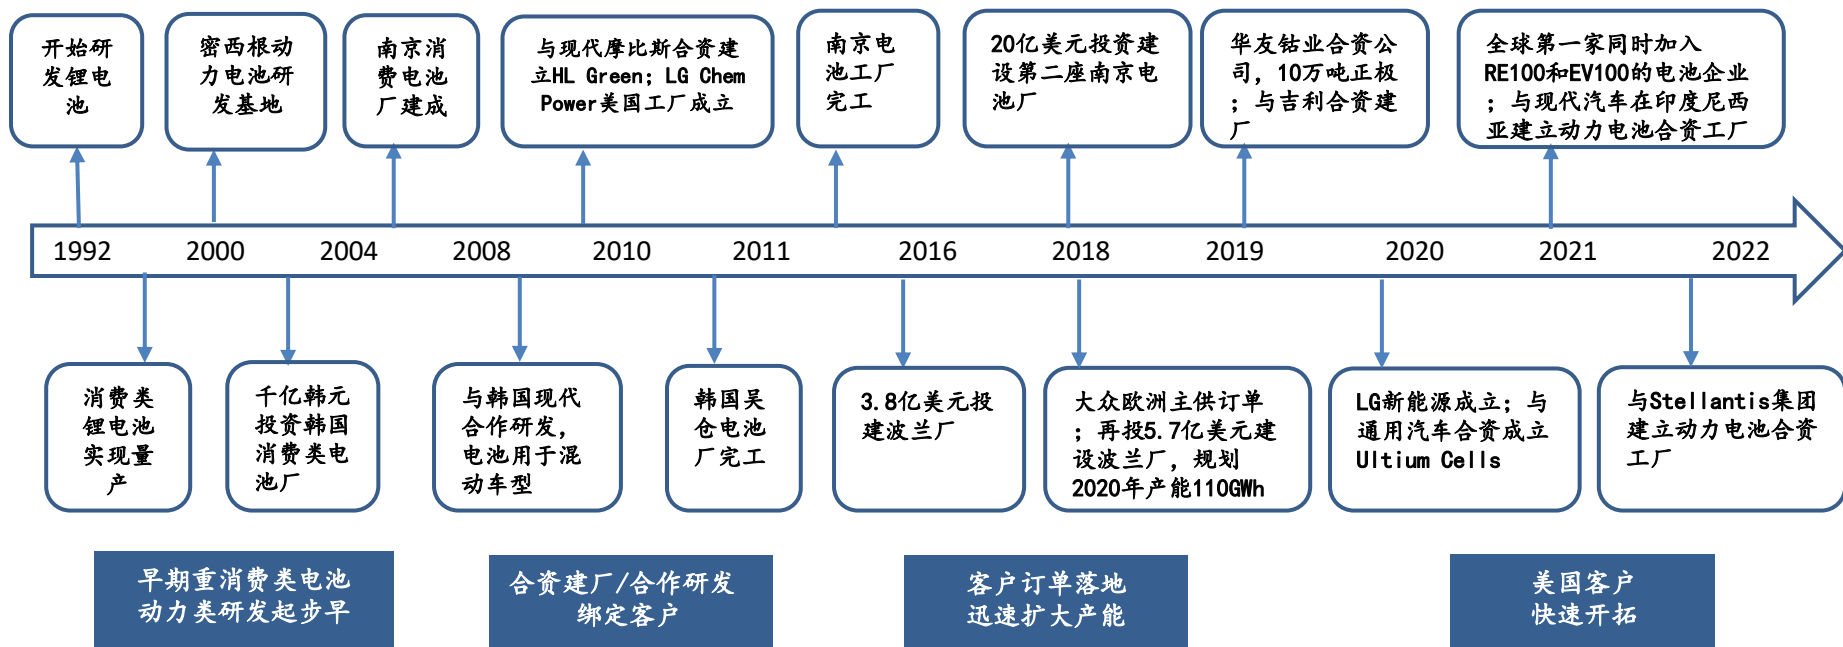 开始研
发锂电
池
密西根动
力电池研
发基地
南京消
费电池
厂建成
与现代摩比斯合资建
立HL Green；LG Chem
Power美国工厂成立
南京电
池工厂
完工
20亿美元投资建
设第二座南京电
池厂
华友钴业合资公
司，10万吨正极
；与吉利合资建
厂
全球第一家同时加入
RE100和EV100的电池企业
；与现代汽车在印度尼西
亚建立动力电池合资工厂
1992 2000 2004 2008 2010 2011 2016 2018 2019 2020 2021 2022
消费类
锂电池
实现量
产
千亿韩元
投资韩国
消费类电
池厂
与韩国现代
合作研发，
电池用于混
动车型
韩国吴
仓电池
厂完工
3.8亿美元投
建波兰厂
大众欧洲主供订单
；再投5.7亿美元建
设波兰厂，规划
2020年产能110GWh
LG新能源成立；与
通用汽车合资成立
Ultium Cells
与Stellantis集团
建立动力电池合资
工厂
早期重消费类电池
动力类研发起步早
合资建厂/合作研发
绑定客户
客户订单落地
迅速扩大产能
美国客户
快速开拓